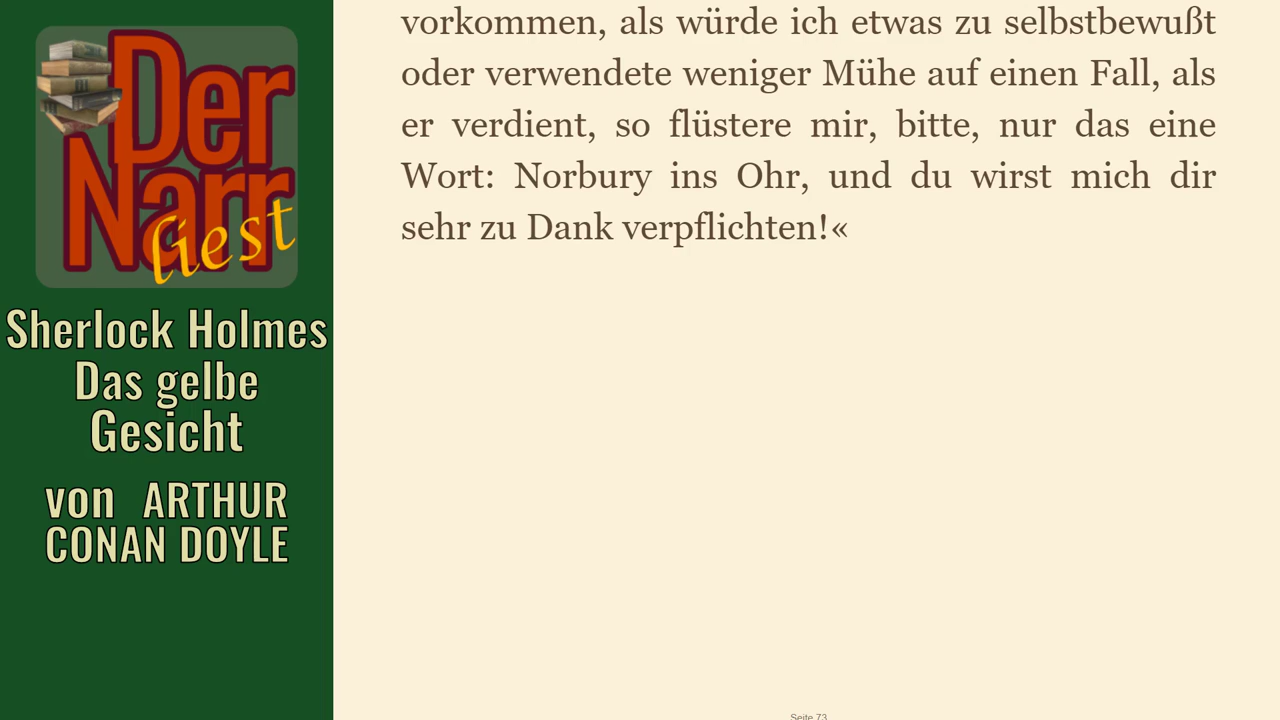 Der
Narr
liest
Sherlock Holmes
Das gelbe
Gesicht
von ARTHUR
CONAN DOYLE
vorkommen, als würde ich etwas zu selbstbewußt
oder verwendete weniger Mühe auf einen Fall, als
er verdient, so flüstere mir, bitte, nur das eine
Wort: Norbury ins Ohr, und du wirst mich dir
sehr zu Dank verpflichten!«
Seite 73